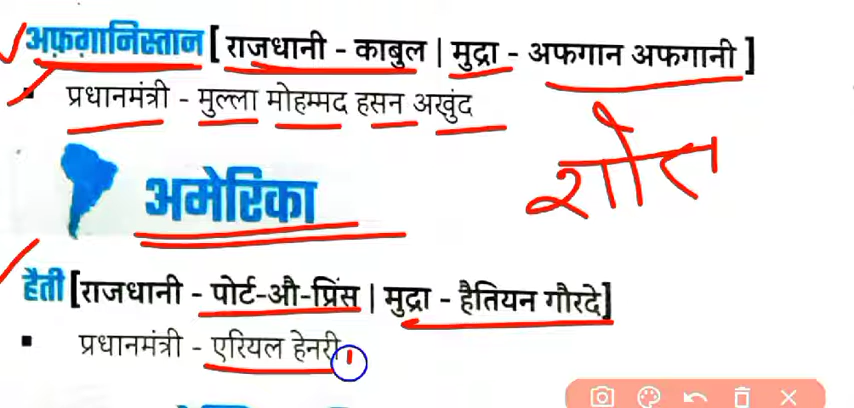 अफ़ग़ानिस्तान [ राजधानी - काबुल | मुद्रा - अफगान अफगानी ]
▪ प्रधानमंत्री - मुल्ला मोहम्मद हसन अखुंद
अमेरिका
हैती [राजधानी - पोर्ट-औ-प्रिंस | मुद्रा - हैतियन गौरदे]
▪ प्रधानमंत्री - एरियल हेनरी